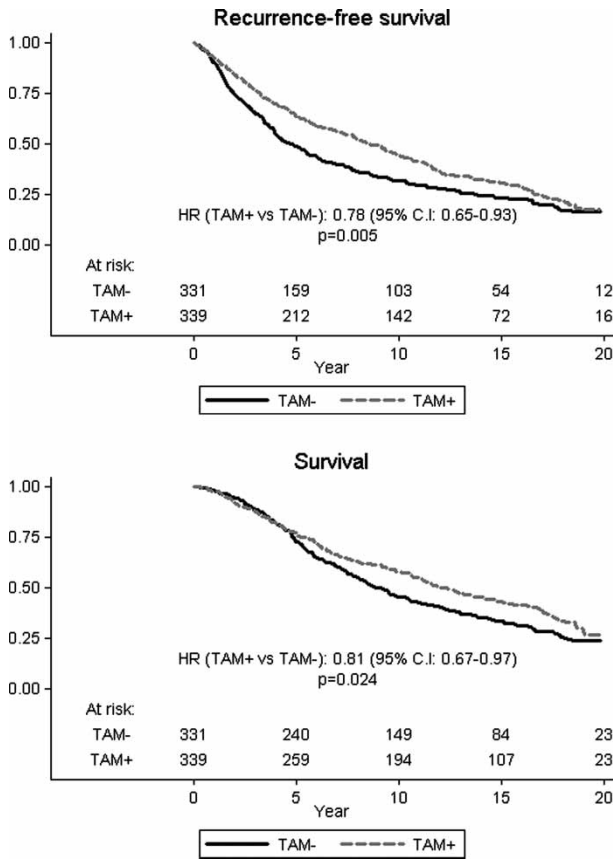 Recurrence-free survival
1.00
0.75
0.50
0.25
HR (TAM+ vs TAM-): 0.78 (95% C.I: 0.65-0.93)
p=0.005
0.00
At risk:
TAM- 331 159 103 54 12
TAM+ 339 212 142 72 16
0 5 10 15 20
Year
TAM- TAM+
Survival
1.00
0.75
0.50
0.25
HR (TAM+ vs TAM-): 0.81 (95% C.I: 0.67-0.97)
p=0.024
0.00
At risk:
TAM- 331 240 149 84 23
TAM+ 339 259 194 107 23
0 5 10 15 20
Year
TAM- TAM+